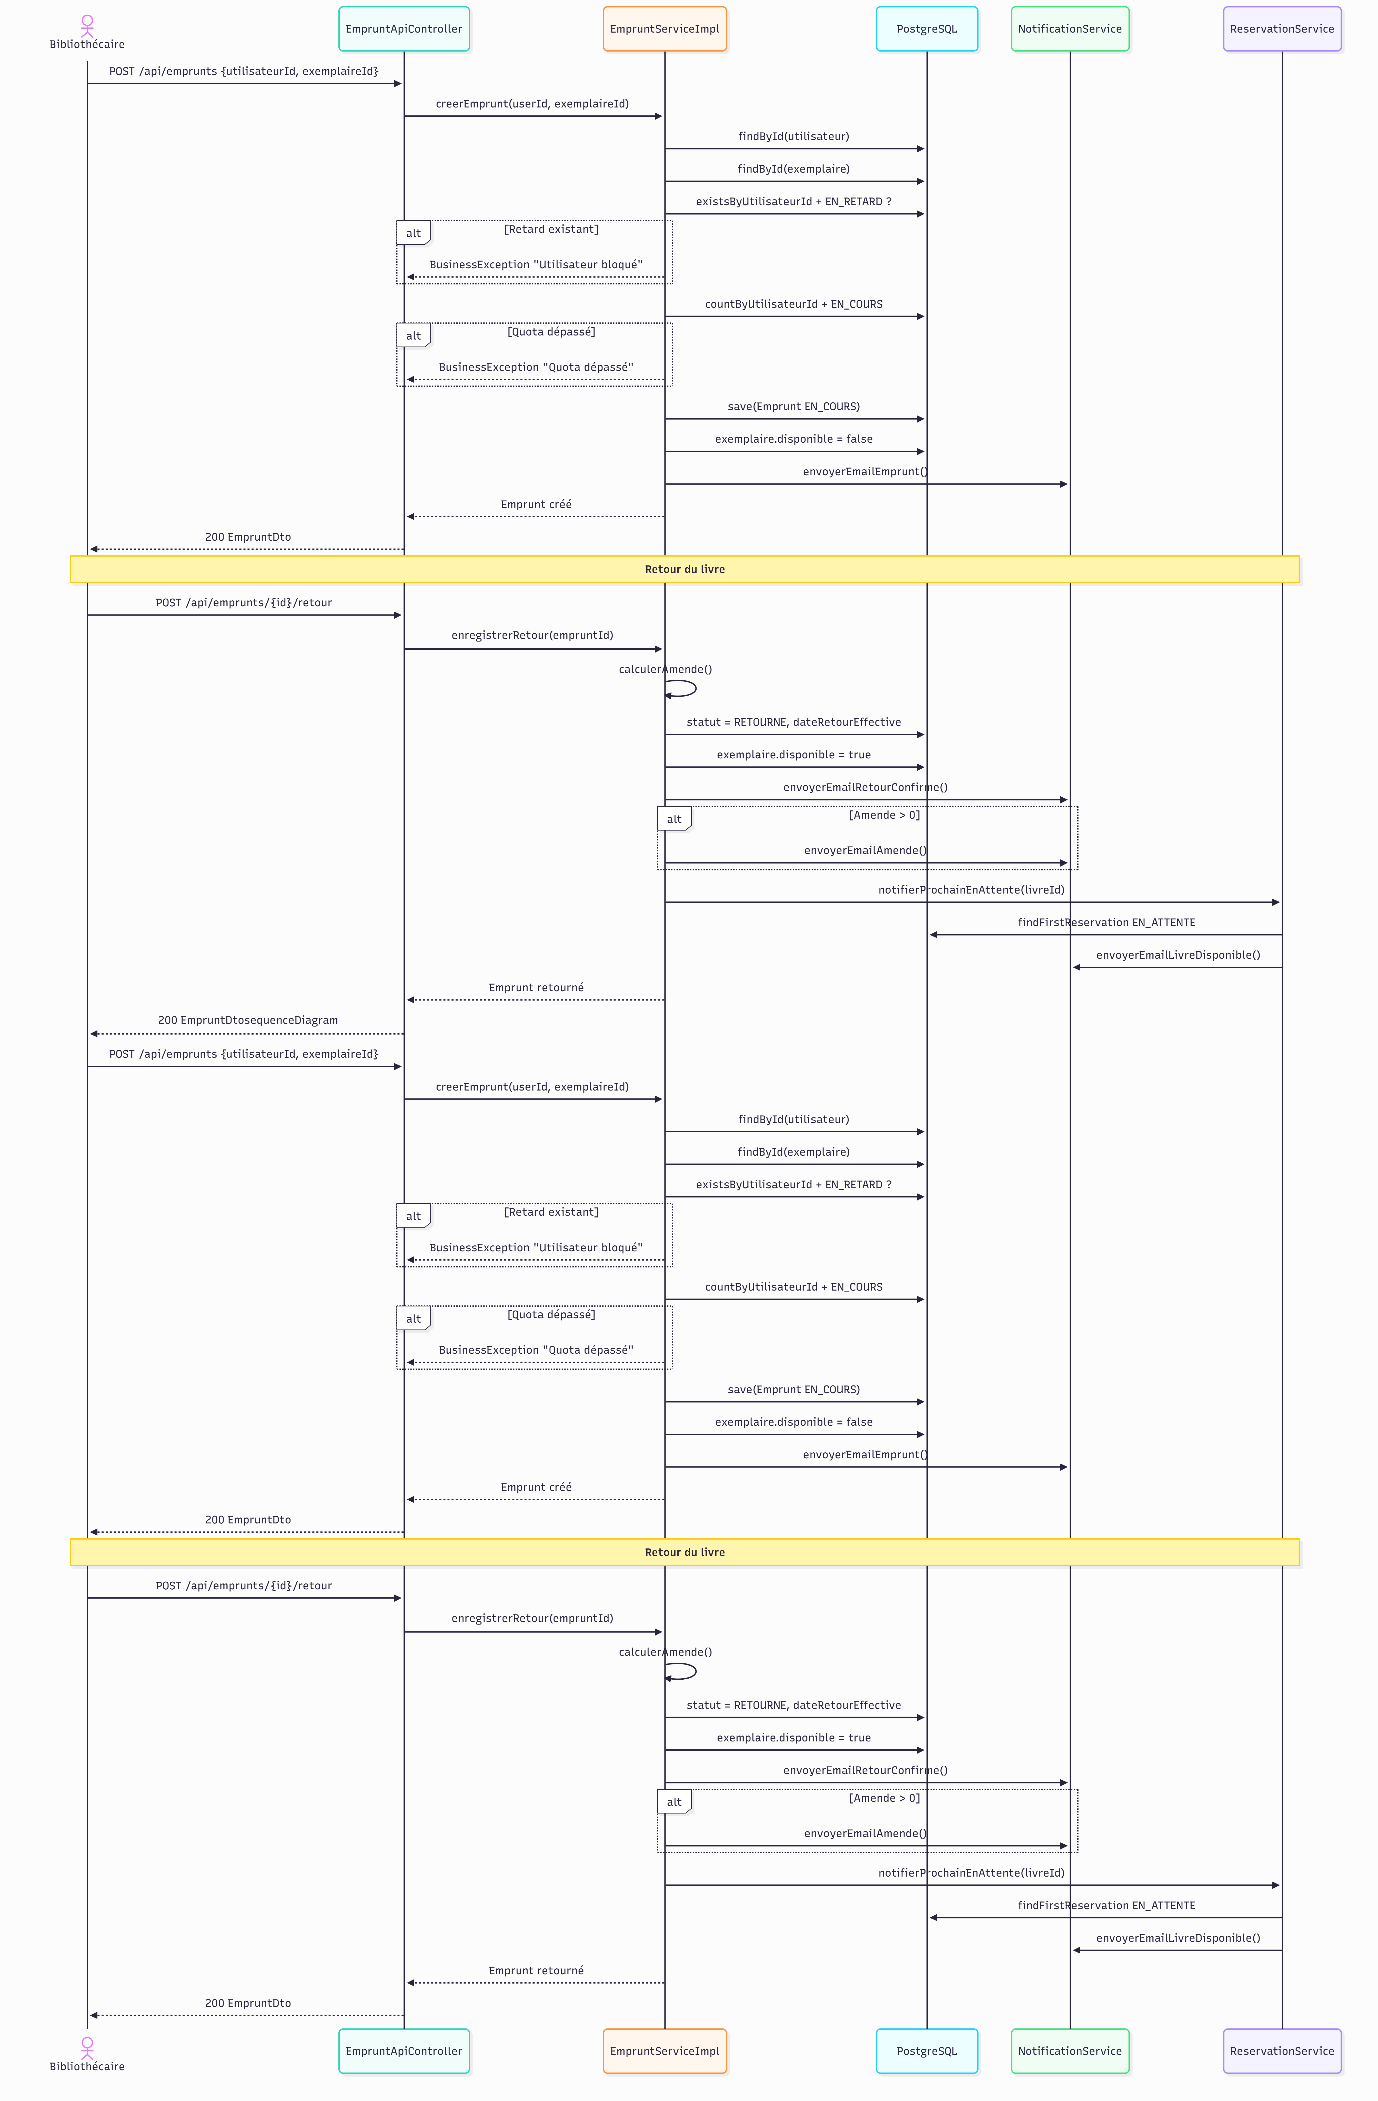 Bibliothécaire
EmpruntApiController
EmpruntServiceImpl
PostgreSQL
NotificationService
ReservationService
POST /api/emprunts {utilisateurId, exemplaireId}
creerEmprunt(userId, exemplaireId)
findById(utilisateur)
findById(exemplaire)
existsByUtilisateurId + EN_RETARD ?
alt
[Retard existant]
BusinessException "Utilisateur bloqué"
countByUtilisateurId + EN_COURS
alt
[Quota dépassé]
BusinessException "Quota dépassé"
save(Emprunt EN_COURS)
exemplaire.disponible = false
envoyerEmailEmprunt()
Emprunt créé
200 EmpruntDto
Retour du livre
POST /api/emprunts/{id}/retour
enregistrerRetour(empruntId)
calculerAmende()
statut = RETOURNE, dateRetourEffective
exemplaire.disponible = true
envoyerEmailRetourConfirme()
alt
[Amende > 0]
envoyerEmailAmende()
notifierProchainEnAttente(livreId)
findFirstReservation EN_ATTENTE
envoyerEmailLivreDisponible()
Emprunt retourné
200 EmpruntDtosequenceDiagram
POST /api/emprunts {utilisateurId, exemplaireId}
creerEmprunt(userId, exemplaireId)
findById(utilisateur)
findById(exemplaire)
existsByUtilisateurId + EN_RETARD ?
alt
[Retard existant]
BusinessException "Utilisateur bloqué"
countByUtilisateurId + EN_COURS
alt
[Quota dépassé]
BusinessException "Quota dépassé"
save(Emprunt EN_COURS)
exemplaire.disponible = false
envoyerEmailEmprunt()
Emprunt créé
200 EmpruntDto
Retour du livre
POST /api/emprunts/{id}/retour
enregistrerRetour(empruntId)
calculerAmende()
statut = RETOURNE, dateRetourEffective
exemplaire.disponible = true
envoyerEmailRetourConfirme()
alt
[Amende > 0]
envoyerEmailAmende()
notifierProchainEnAttente(livreId)
findFirstReservation EN_ATTENTE
envoyerEmailLivreDisponible()
Emprunt retourné
200 EmpruntDto
Bibliothécaire
EmpruntApiController
EmpruntServiceImpl
PostgreSQL
NotificationService
ReservationService